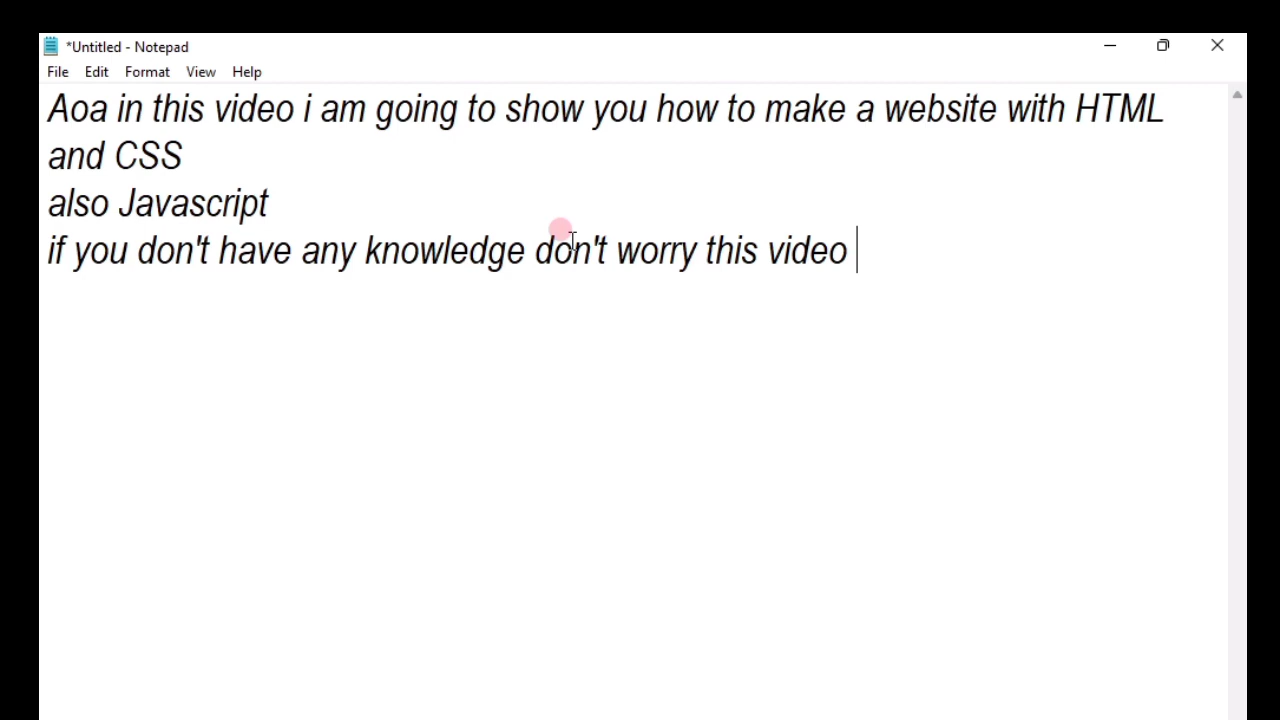 *Untitled - Notepad
File Edit Format View Help
Aoa in this video i am going to show you how to make a website with HTML
and CSS
also Javascript
if you don't have any knowledge don't worry this video